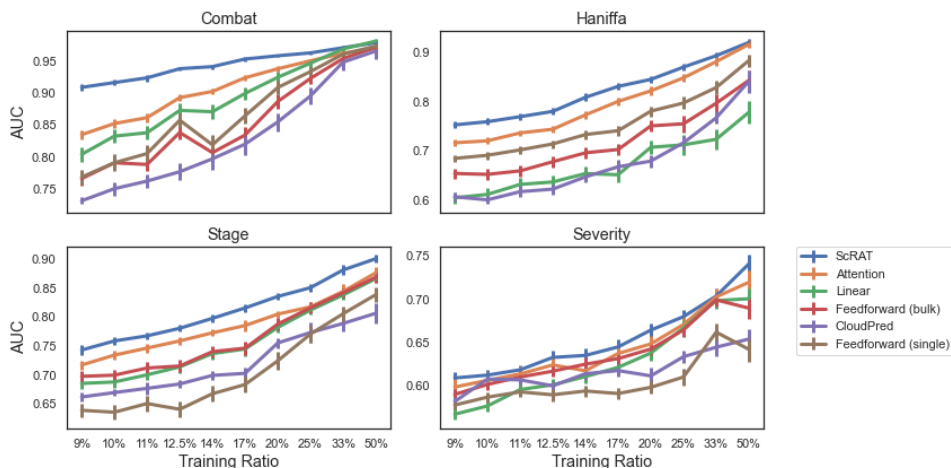 Combat
Haniffa
AUC
0.95
0.90
0.85
0.80
0.75
0.9
0.8
0.7
0.6
Stage
Severity
AUC
0.90
0.85
0.80
0.75
0.70
0.65
0.75
0.70
0.65
0.60
9% 10% 11% 12.5% 14% 17% 20% 25% 33% 50%
9% 10% 11% 12.5% 14% 17% 20% 25% 33% 50%
Training Ratio
Training Ratio
ScRAT
Attention
Linear
Feedforward (bulk)
CloudPred
Feedforward (single)